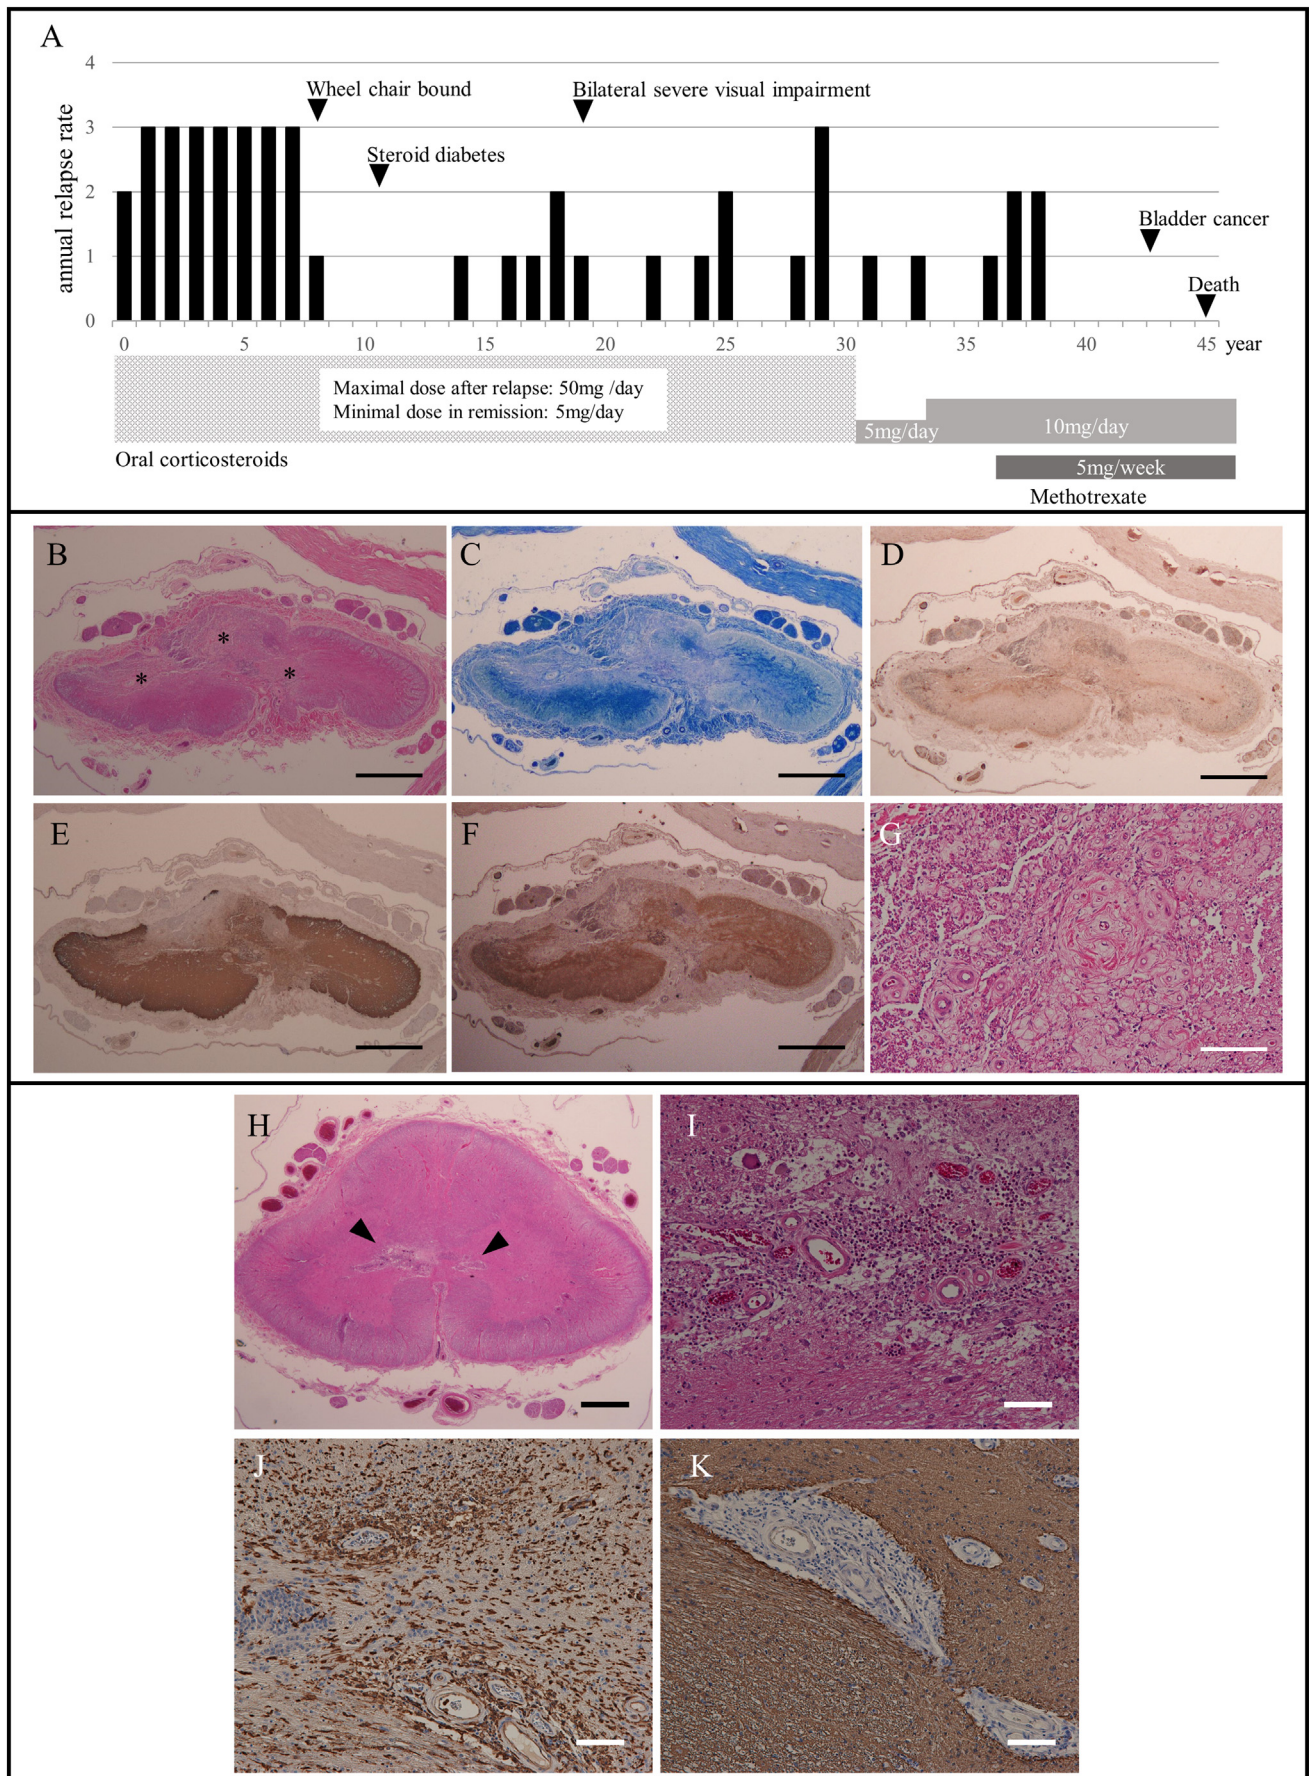 A
4
3
2
1
0
annual relapse rate
Wheel chair bound
Bilateral severe visual impairment
Steroid diabetes
Bladder cancer
Death
0 5 10 15 20 25 30 35 40 45 year
Maximal dose after relapse: 50mg /day
Minimal dose in remission: 5mg/day
5mg/day
10mg/day
Oral corticosteroids
5mg/week
Methotrexate
B
*
*
*
C
D
E
F
G
H
I
J
K